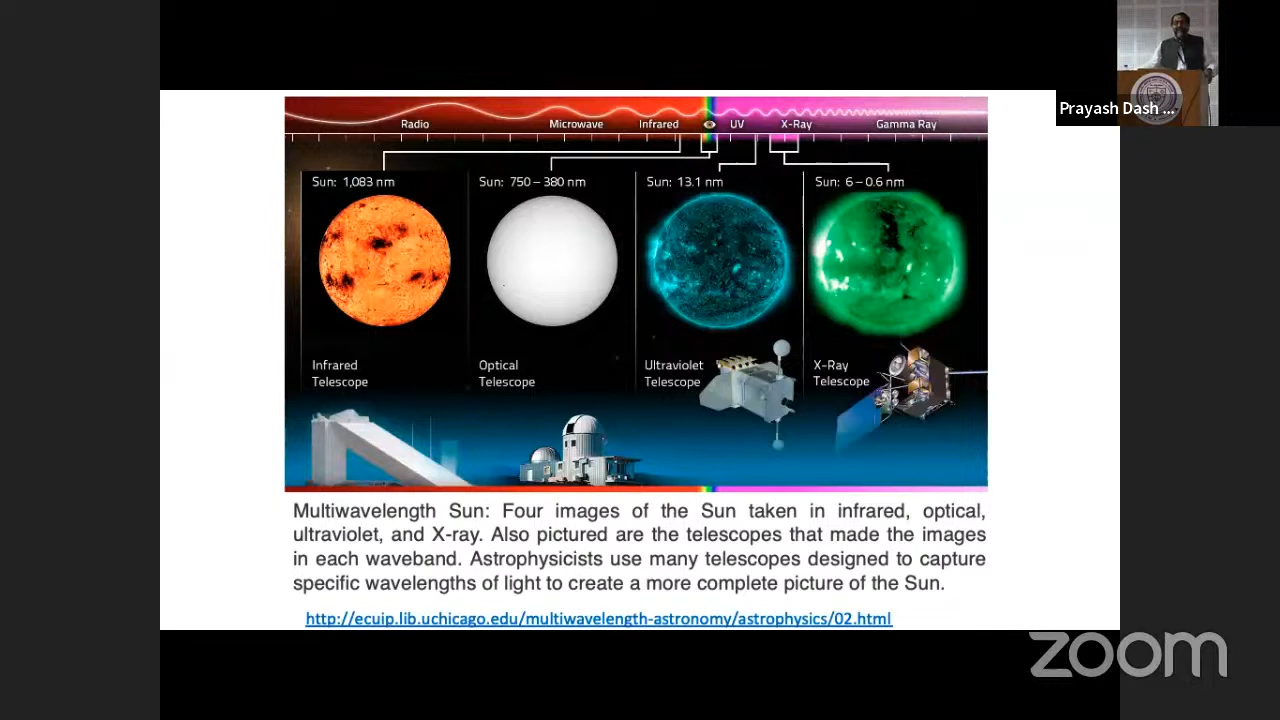 Prayash Dash ...
Radio Microwave Infrared UV X-Ray Gamma Ray
Sun: 1,083 nm
Sun: 750 – 380 nm
Sun: 13.1 nm
Sun: 6 – 0.6 nm
Infrared
Telescope
Optical
Telescope
Ultraviolet
Telescope
X-Ray
Telescope
Multiwavelength Sun: Four images of the Sun taken in infrared, optical,
ultraviolet, and X-ray. Also pictured are the telescopes that made the images
in each waveband. Astrophysicists use many telescopes designed to capture
specific wavelengths of light to create a more complete picture of the Sun.
http://ecuip.lib.uchicago.edu/multiwavelength-astronomy/astrophysics/02.html
zoom